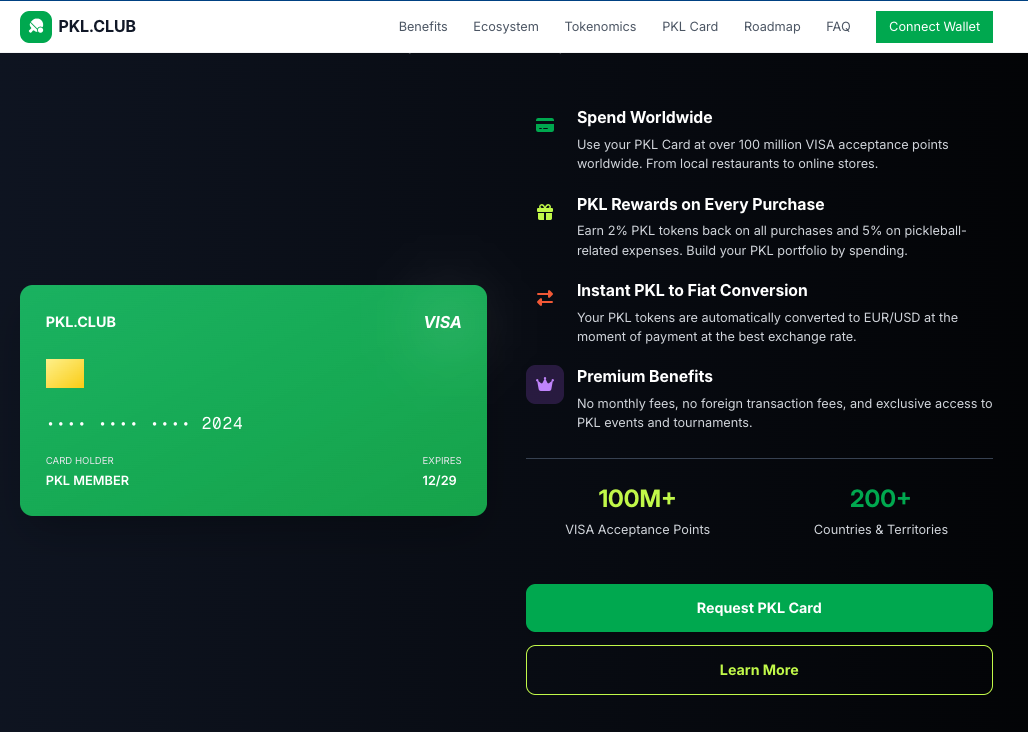 PKL.CLUB
Benefits
Ecosystem
Tokenomics
PKL Card
Roadmap
FAQ
Connect Wallet
PKL.CLUB
VISA
•••• •••• •••• 2024
CARD HOLDER
PKL MEMBER
EXPIRES
12/29
Spend Worldwide
Use your PKL Card at over 100 million VISA acceptance points
worldwide. From local restaurants to online stores.
PKL Rewards on Every Purchase
Earn 2% PKL tokens back on all purchases and 5% on pickleball-
related expenses. Build your PKL portfolio by spending.
Instant PKL to Fiat Conversion
Your PKL tokens are automatically converted to EUR/USD at the
moment of payment at the best exchange rate.
Premium Benefits
No monthly fees, no foreign transaction fees, and exclusive access to
PKL events and tournaments.
100M+
VISA Acceptance Points
200+
Countries & Territories
Request PKL Card
Learn More